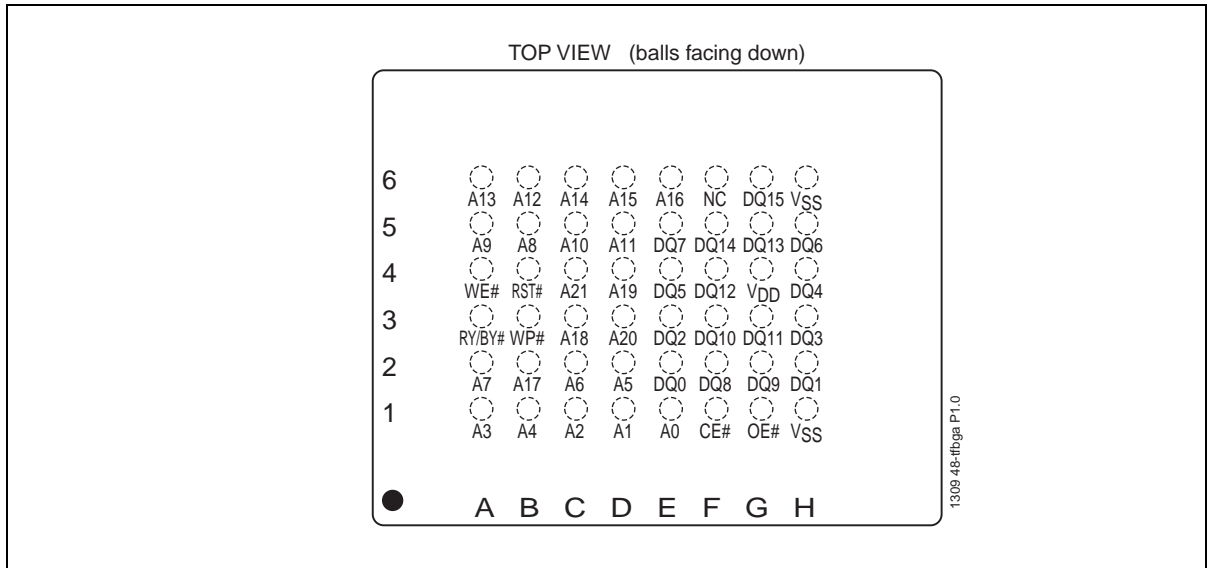 TOP VIEW (balls facing down)
6
A13 A12 A14 A15 A16 NC DQ15 VSS
5
A9 A8 A10 A11 DQ7 DQ14 DQ13 DQ6
4
WE# RST# A21 A19 DQ5 DQ12 VDD DQ4
3
RY/BY# WP# A18 A20 DQ2 DQ10 DQ11 DQ3
2
A7 A17 A6 A5 DQ0 DQ8 DQ9 DQ1
1
A3 A4 A2 A1 A0 CE# OE# VSS
A B C D E F G H
1309 48-tfbga P1.0